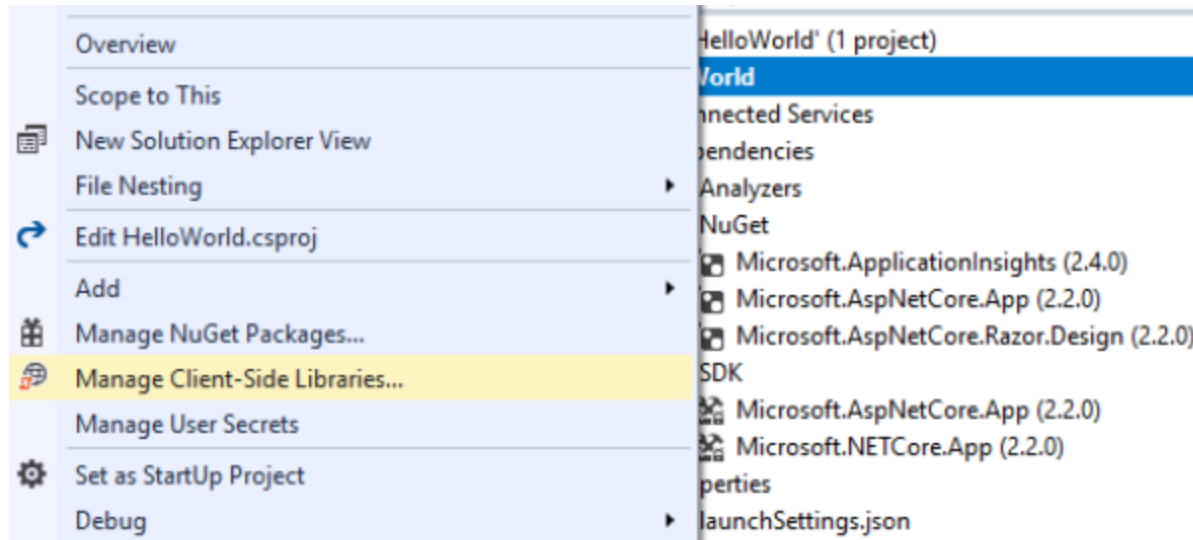 Overview
Scope to This
New Solution Explorer View
File Nesting
Edit HelloWorld.csproj
Add
Manage NuGet Packages...
Manage Client-Side Libraries...
Manage User Secrets
Set as StartUp Project
Debug
HelloWorld' (1 project)
World
nnected Services
pendencies
Analyzers
NuGet
Microsoft.ApplicationInsights (2.4.0)
Microsoft.AspNetCore.App (2.2.0)
Microsoft.AspNetCore.Razor.Design (2.2.0)
SDK
Microsoft.AspNetCore.App (2.2.0)
Microsoft.NETCore.App (2.2.0)
perties
launchSettings.json